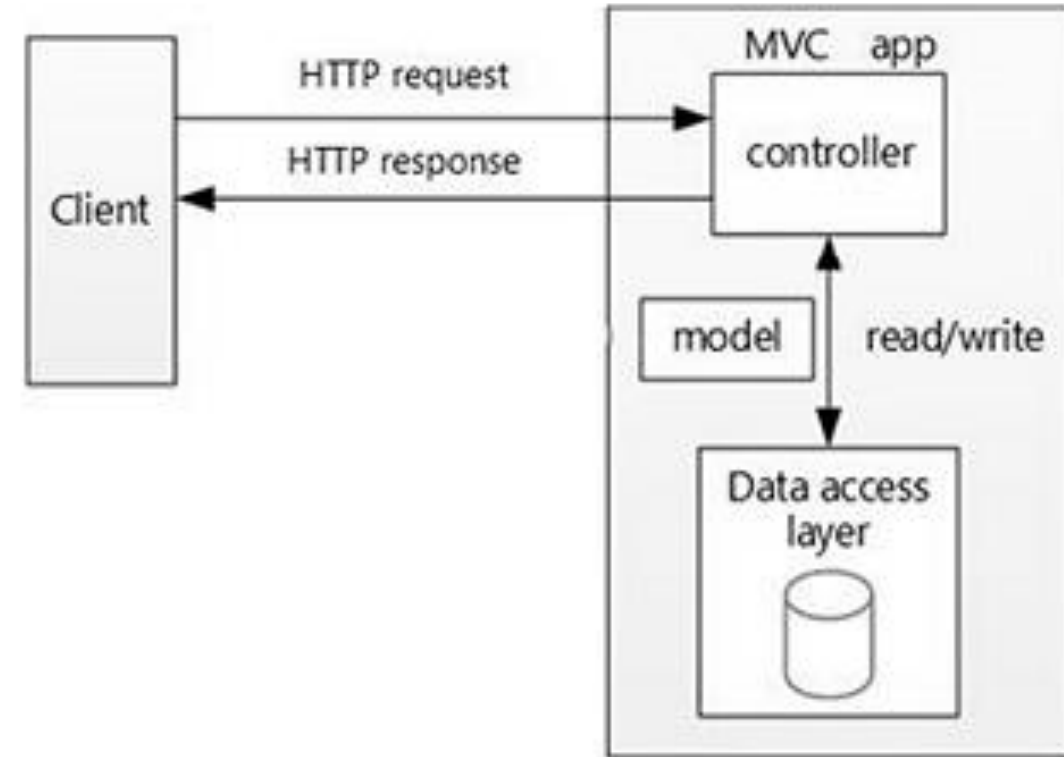 MVC app
HTTP request
controller
HTTP response
Client
model
read/write
Data access
layer